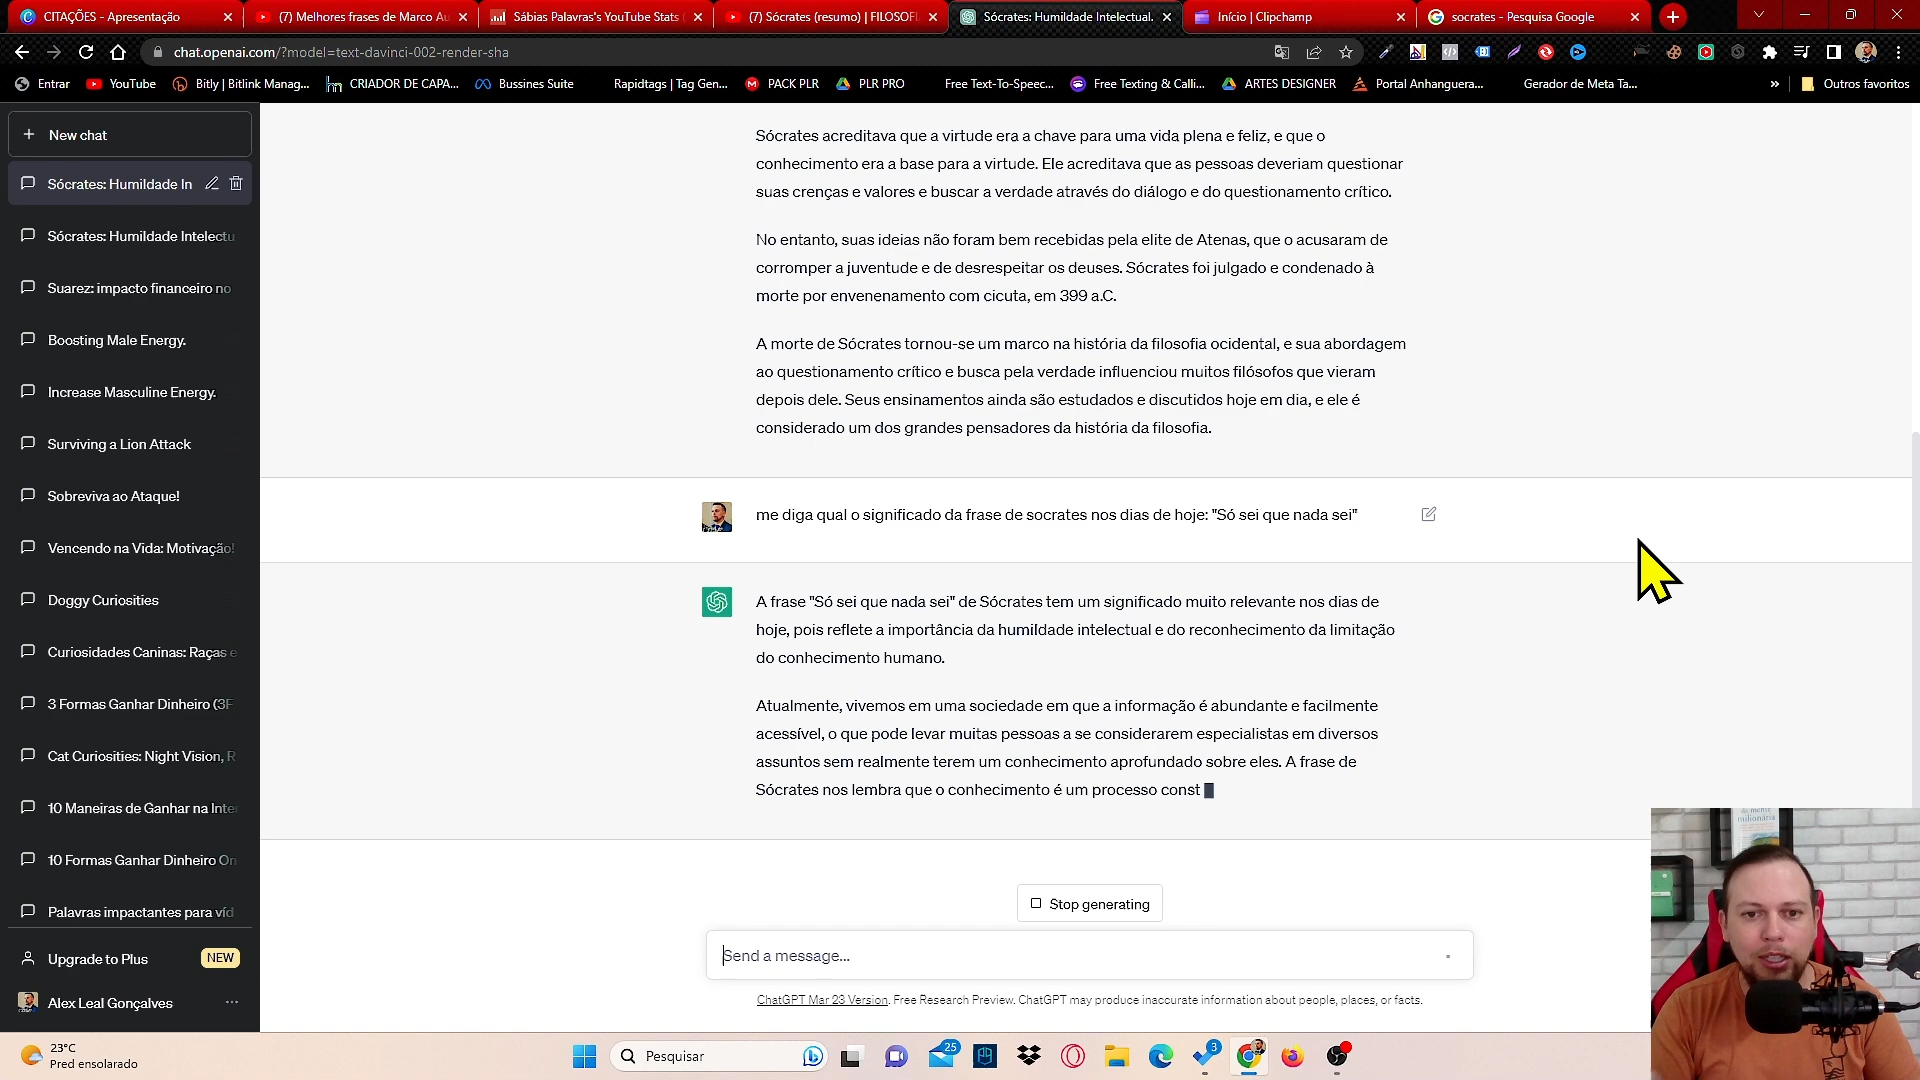 CITAÇÕES - Apresentação
(7) Melhores frases de Marco Au
Sábias Palavras's YouTube Stats
(7) Sócrates (resumo) | FILOSOFI
Sócrates: Humildade Intelectual.
Início | Clipchamp
socrates - Pesquisa Google
chat.openai.com/?model=text-davinci-002-render-sha
Entrar
YouTube
Bitly | Bitlink Manag...
CRIADOR DE CAPA...
Bussines Suite
Rapidtags | Tag Gen...
PACK PLR
PLR PRO
Free Text-To-Speec...
Free Texting & Calli...
ARTES DESIGNER
Portal Anhanguera...
Gerador de Meta Ta...
»
Outros favoritos
+ New chat
Sócrates: Humildade In
Sócrates: Humildade Intelectu
Suarez: impacto financeiro no
Boosting Male Energy.
Increase Masculine Energy.
Surviving a Lion Attack
Sobreviva ao Ataque!
Vencendo na Vida: Motivação!
Doggy Curiosities
Curiosidades Caninas: Raças e
3 Formas Ganhar Dinheiro (3F
Cat Curiosities: Night Vision, R
10 Maneiras de Ganhar na Inter
10 Formas Ganhar Dinheiro On
Palavras impactantes para víd
Upgrade to Plus
NEW
Alex Leal Gonçalves
...
Sócrates acreditava que a virtude era a chave para uma vida plena e feliz, e que o
conhecimento era a base para a virtude. Ele acreditava que as pessoas deveriam questionar
suas crenças e valores e buscar a verdade através do diálogo e do questionamento crítico.
No entanto, suas ideias não foram bem recebidas pela elite de Atenas, que o acusaram de
corromper a juventude e de desrespeitar os deuses. Sócrates foi julgado e condenado à
morte por envenenamento com cicuta, em 399 a.C.
A morte de Sócrates tornou-se um marco na história da filosofia ocidental, e sua abordagem
ao questionamento crítico e busca pela verdade influenciou muitos filósofos que vieram
depois dele. Seus ensinamentos ainda são estudados e discutidos hoje em dia, e ele é
considerado um dos grandes pensadores da história da filosofia.
me diga qual o significado da frase de socrates nos dias de hoje: "Só sei que nada sei"
A frase "Só sei que nada sei" de Sócrates tem um significado muito relevante nos dias de
hoje, pois reflete a importância da humildade intelectual e do reconhecimento da limitação
do conhecimento humano.
Atualmente, vivemos em uma sociedade em que a informação é abundante e facilmente
acessível, o que pode levar muitas pessoas a se considerarem especialistas em diversos
assuntos sem realmente terem um conhecimento aprofundado sobre eles. A frase de
Sócrates nos lembra que o conhecimento é um processo const
Stop generating
Send a message...
ChatGPT Mar 23 Version. Free Research Preview. ChatGPT may produce inaccurate information about people, places, or facts.
da mente
milionária
23°C
Pred ensolarado
Pesquisar
25
3